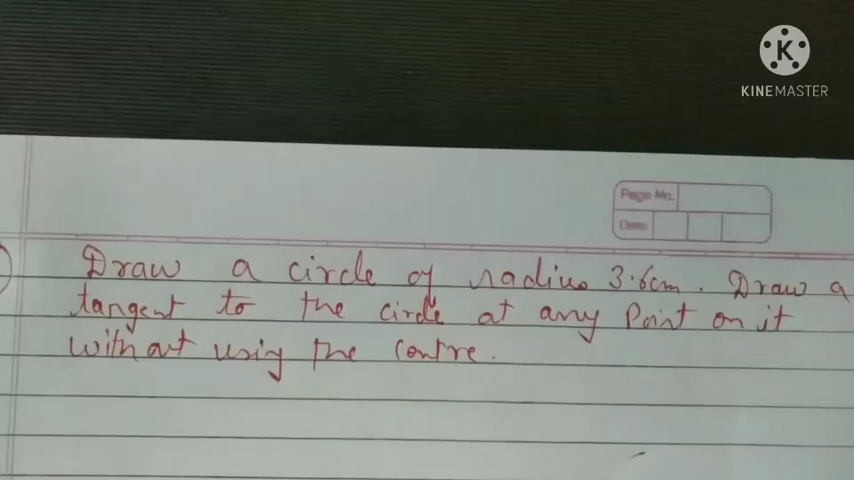 KINEMASTER
Page No.
Date
Draw a circle of radius 3.6cm. Draw a
tangent to the circle at any Point on it
without using the centre.